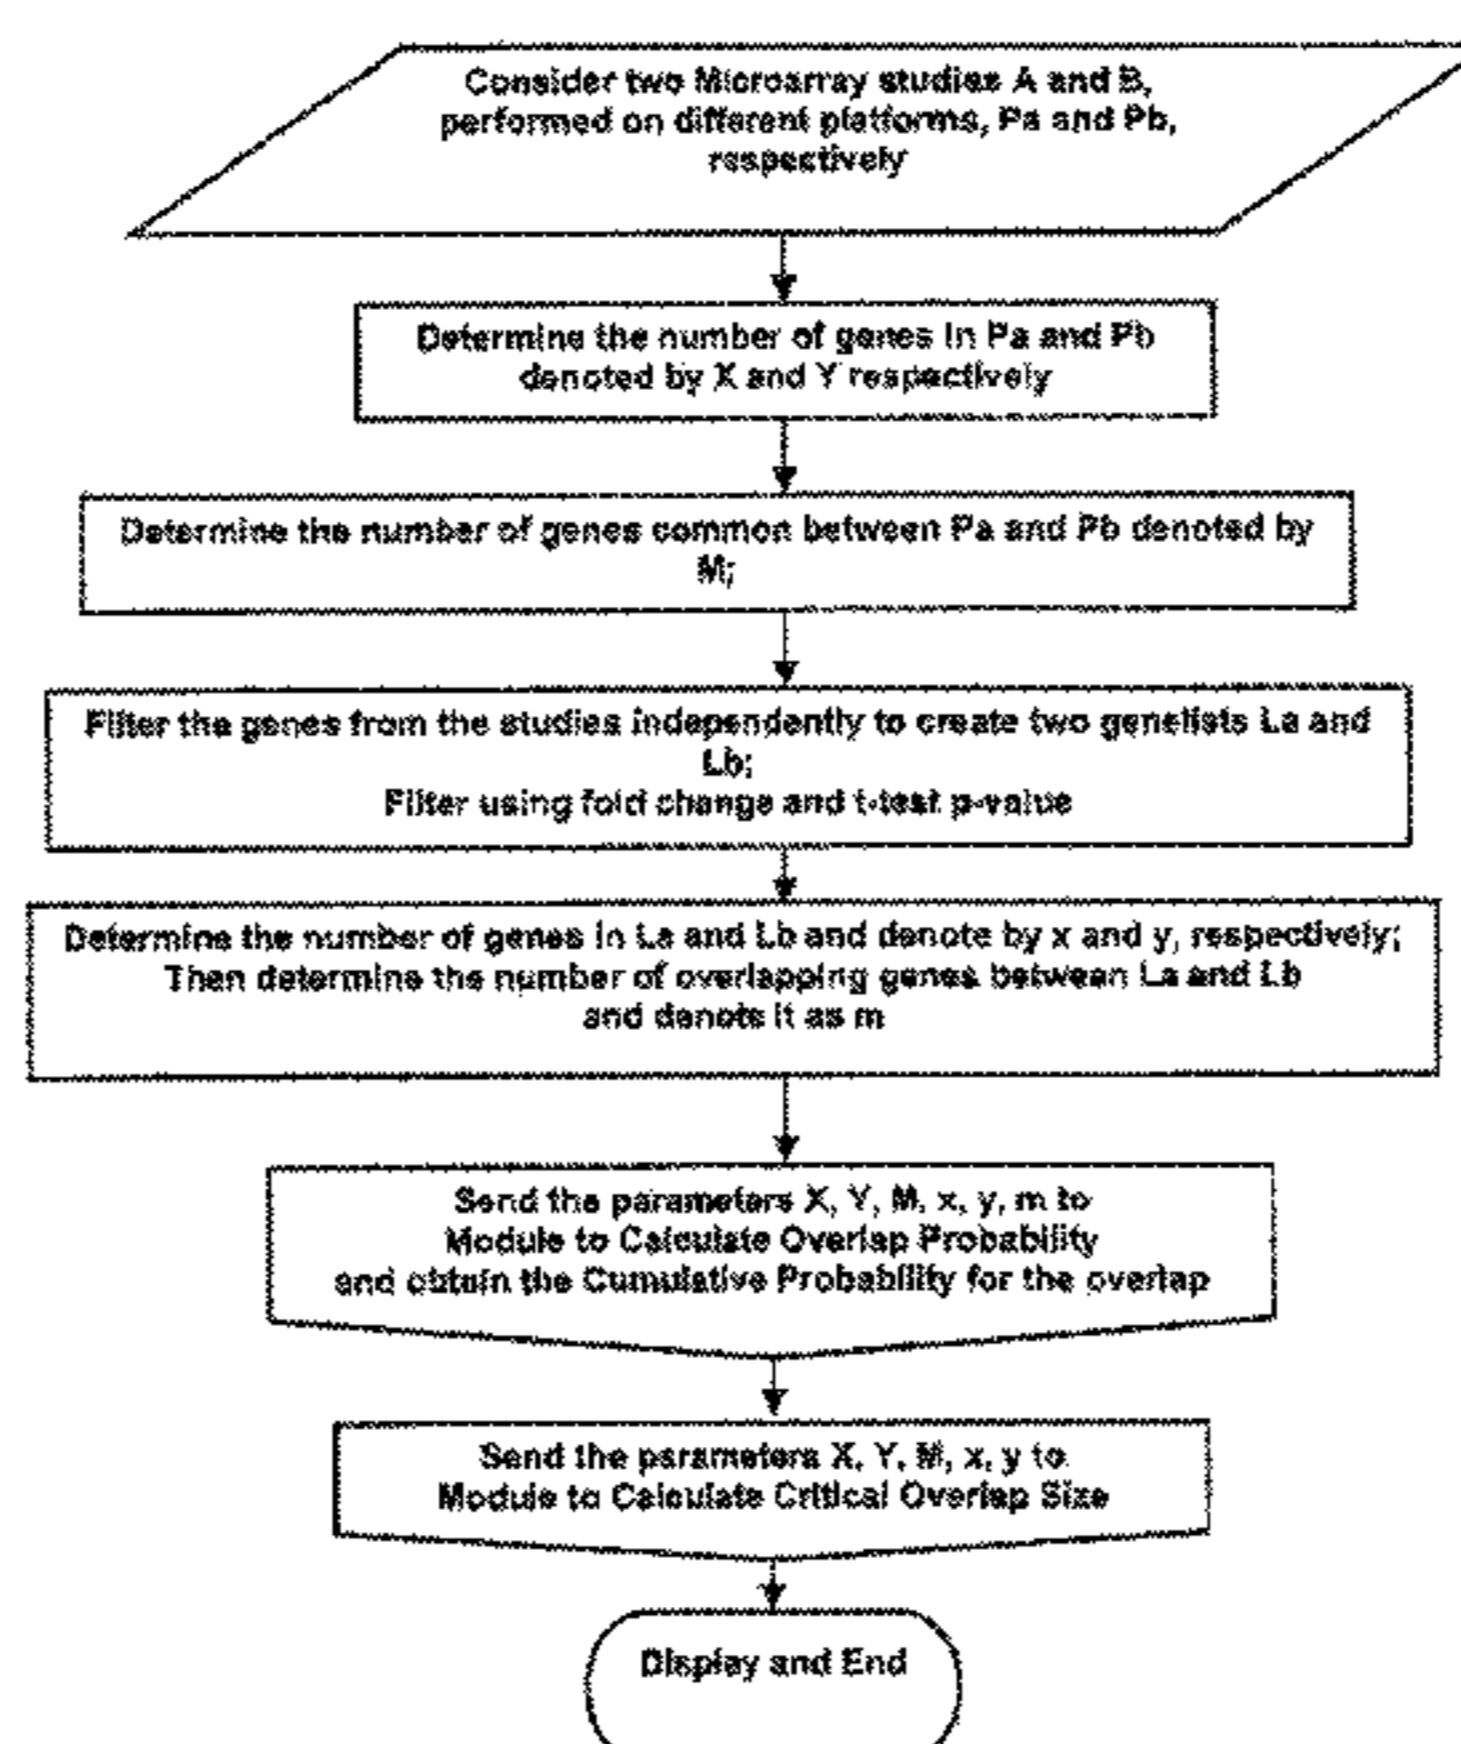 Consider two Microarray studies A and B,
performed on different platforms, Pa and Pb,
respectively
Determine the number of genes in Pa and Pb
denoted by X and Y respectively
Determine the number of genes common between Pa and Pb denoted by
M;
Filter the genes from the studies independently to create two genelists La and
Lb;
Filter using fold change and t-test p-value
Determine the number of genes in La and Lb and denote by x and y, respectively;
Then determine the number of overlapping genes between La and Lb
and denote it as m
Send the parameters X, Y, M, x, y, m to
Module to Calculate Overlap Probability
and obtain the Cumulative Probability for the overlap
Send the parameters X, Y, M, x, y to
Module to Calculate Critical Overlap Size
Display and End